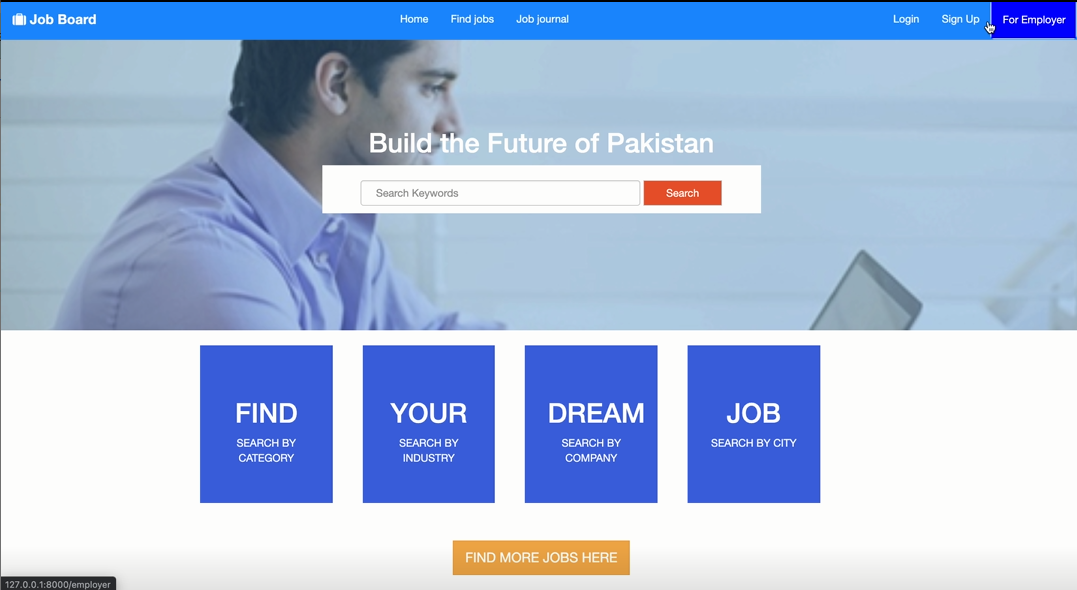 Job Board
Home Find jobs Job journal
Login Sign Up For Employer
Build the Future of Pakistan
Search Keywords Search
FIND
SEARCH BY
CATEGORY
YOUR
SEARCH BY
INDUSTRY
DREAM
SEARCH BY
COMPANY
JOB
SEARCH BY CITY
FIND MORE JOBS HERE
127.0.0.1:8000/employer